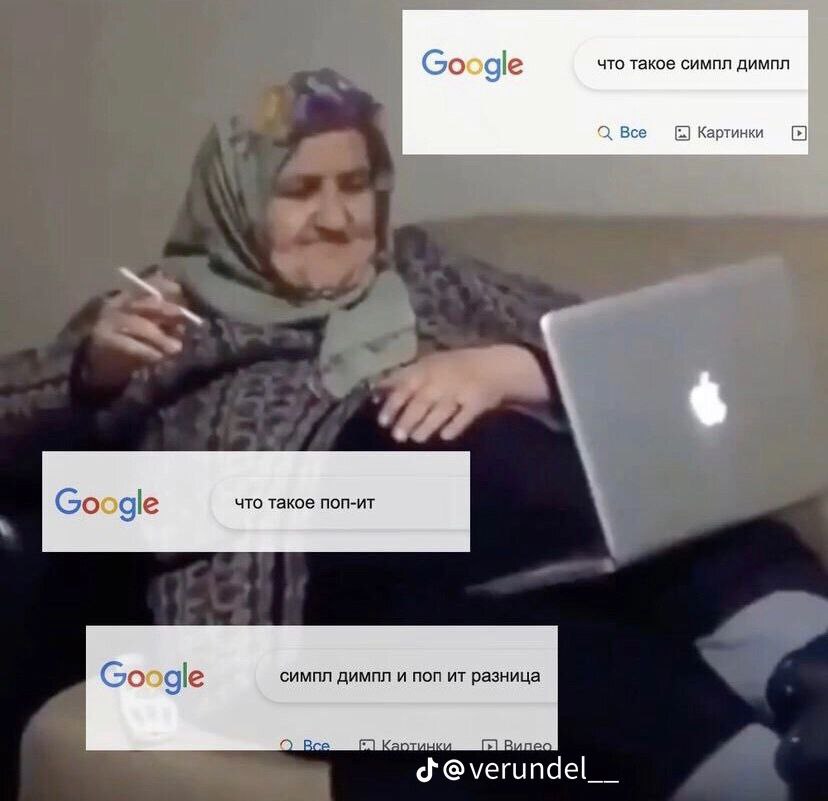 Google
что такое симпл димпл
Все Картинки
Google
что такое поп-ит
Google
симпл димпл и поп ит разница
Все Картинки Видео
@verundel__